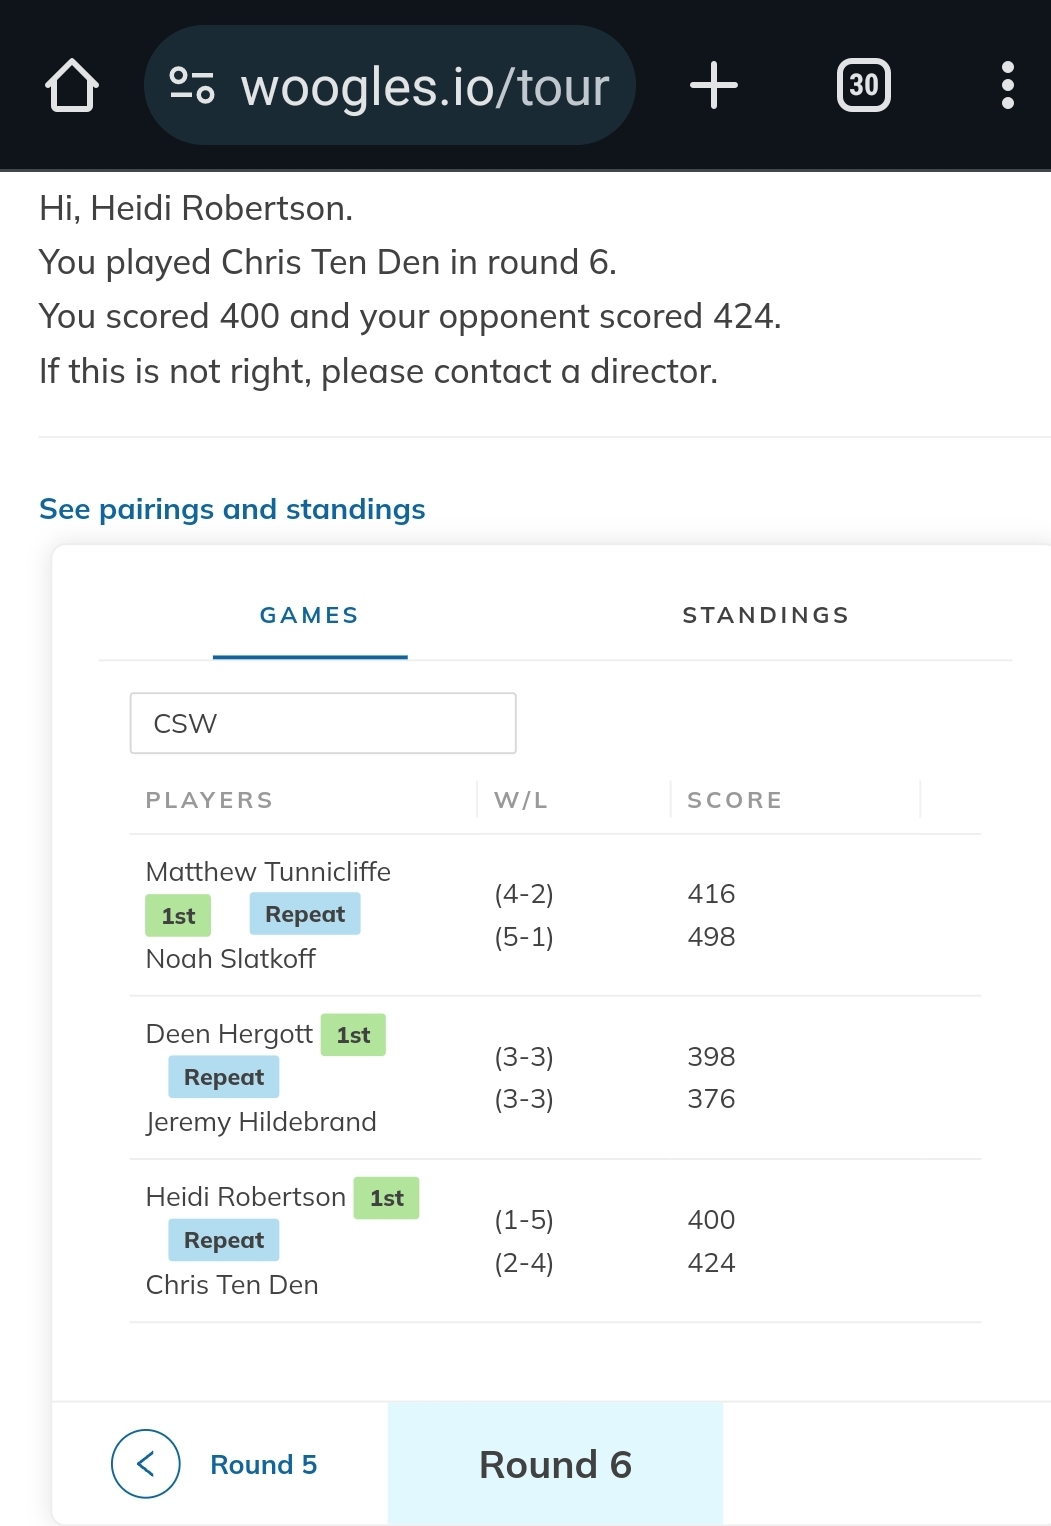 woogles.io/tour
30
Hi, Heidi Robertson.
You played Chris Ten Den in round 6.
You scored 400 and your opponent scored 424.
If this is not right, please contact a director.
See pairings and standings
GAMES STANDINGS
CSW
PLAYERS W/L SCORE
Matthew Tunnicliffe
1st Repeat
Noah Slatkoff
(4-2) 416
(5-1) 498
Deen Hergott 1st
Repeat
Jeremy Hildebrand
(3-3) 398
(3-3) 376
Heidi Robertson 1st
Repeat
Chris Ten Den
(1-5) 400
(2-4) 424
Round 5 Round 6